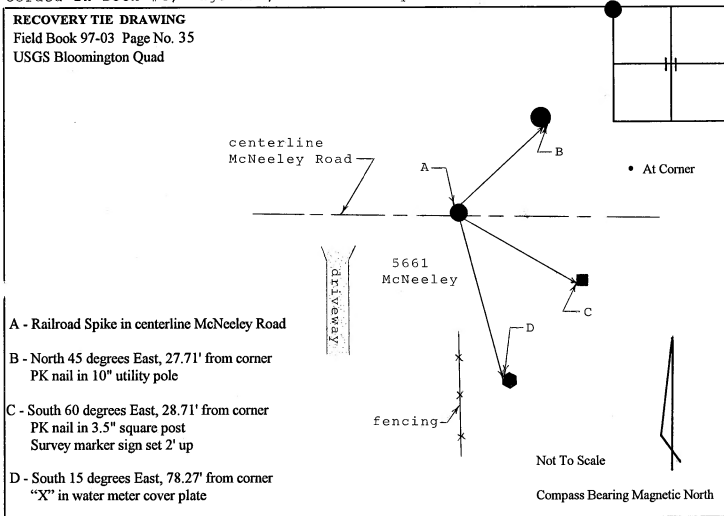 RECOVERY TIE DRAWING
Field Book 97-03 Page No. 35
USGS Bloomington Quad
centerline
McNeeley Road
A
B
• At Corner
5661
McNeeley
driveway
C
D
fencing
A - Railroad Spike in centerline McNeeley Road
B - North 45 degrees East, 27.71' from corner
PK nail in 10" utility pole
C - South 60 degrees East, 28.71' from corner
PK nail in 3.5" square post
Survey marker sign set 2' up
D - South 15 degrees East, 78.27' from corner
“X” in water meter cover plate
Not To Scale
Compass Bearing Magnetic North